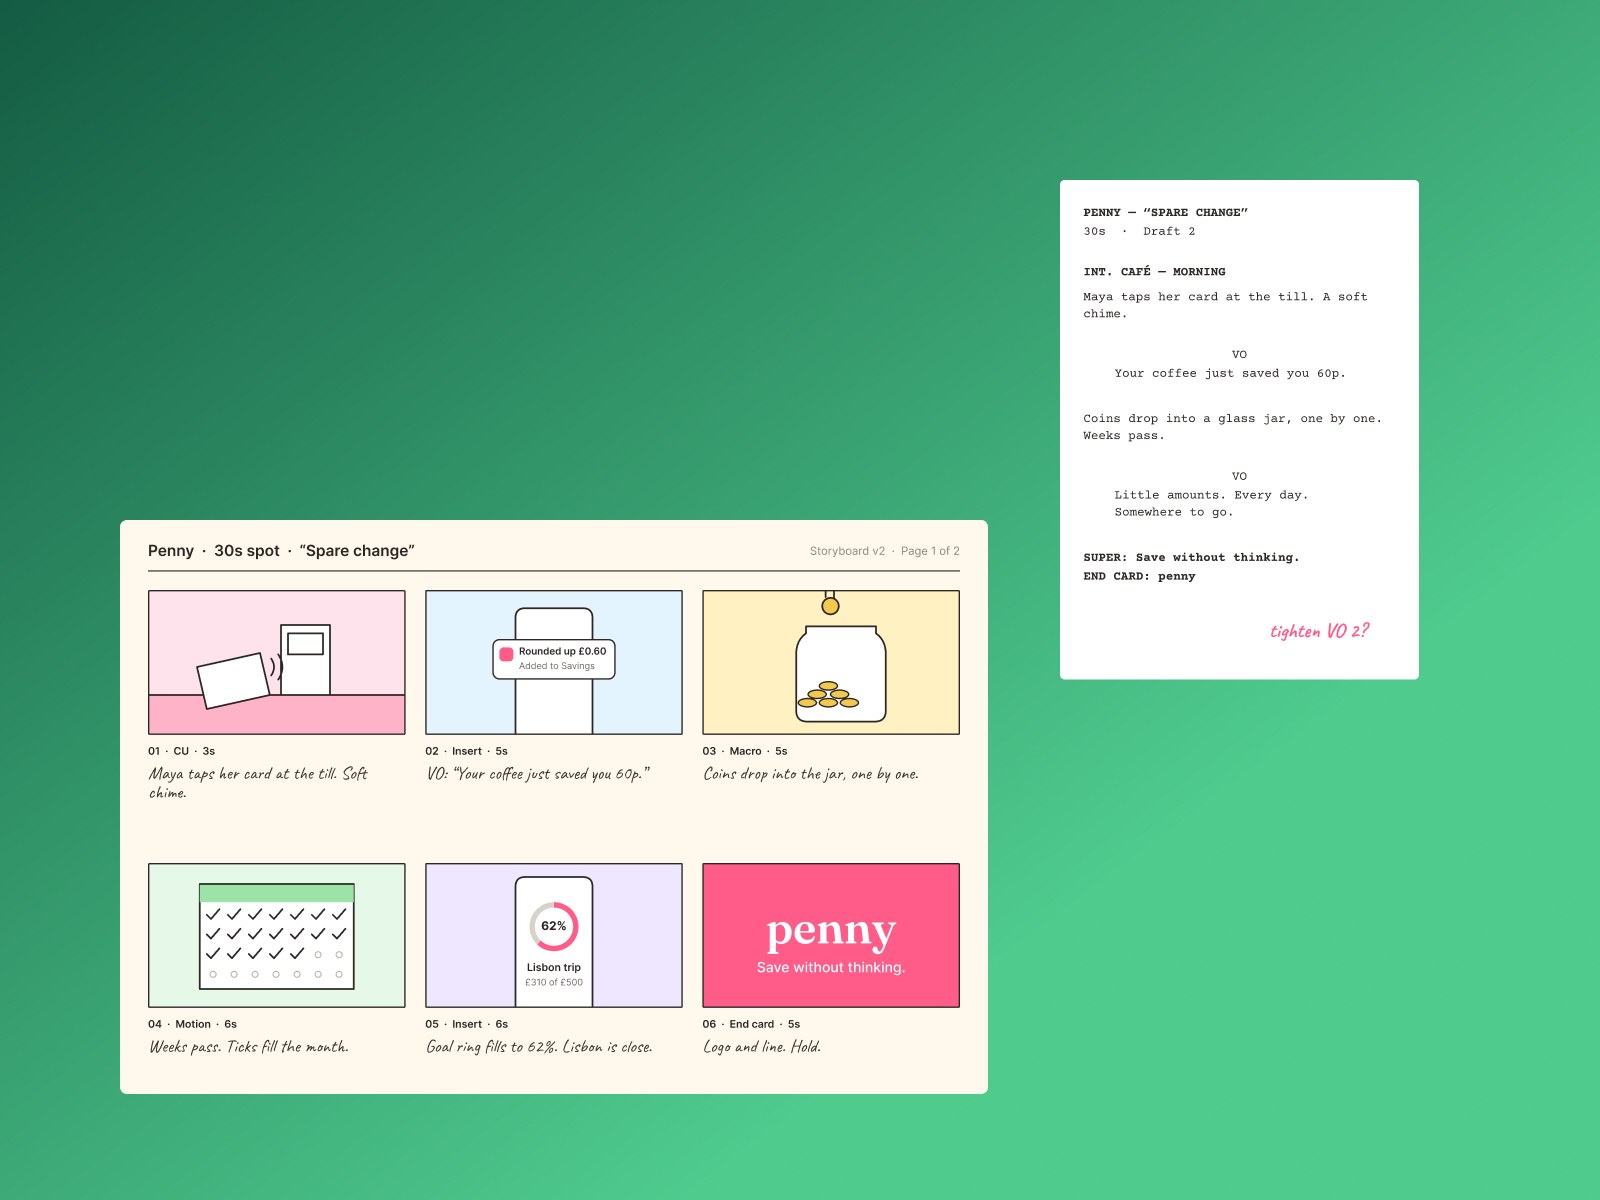 Penny · 30s spot · “Spare change”
Storyboard v2 · Page 1 of 2
01 · CU · 3s
Maya taps her card at the till. Soft
chime.
Rounded up £0.60
Added to Savings
02 · Insert · 5s
VO: “Your coffee just saved you 60p.”
03 · Macro · 5s
Coins drop into the jar, one by one.
04 · Motion · 6s
Weeks pass. Ticks fill the month.
62%
Lisbon trip
£310 of £500
05 · Insert · 6s
Goal ring fills to 62%. Lisbon is close.
penny
Save without thinking.
06 · End card · 5s
Logo and line. Hold.
PENNY — “SPARE CHANGE”
30s · Draft 2
INT. CAFÉ — MORNING
Maya taps her card at the till. A soft
chime.
VO
Your coffee just saved you 60p.
Coins drop into a glass jar, one by one.
Weeks pass.
VO
Little amounts. Every day.
Somewhere to go.
SUPER: Save without thinking.
END CARD: penny
tighten VO 2?